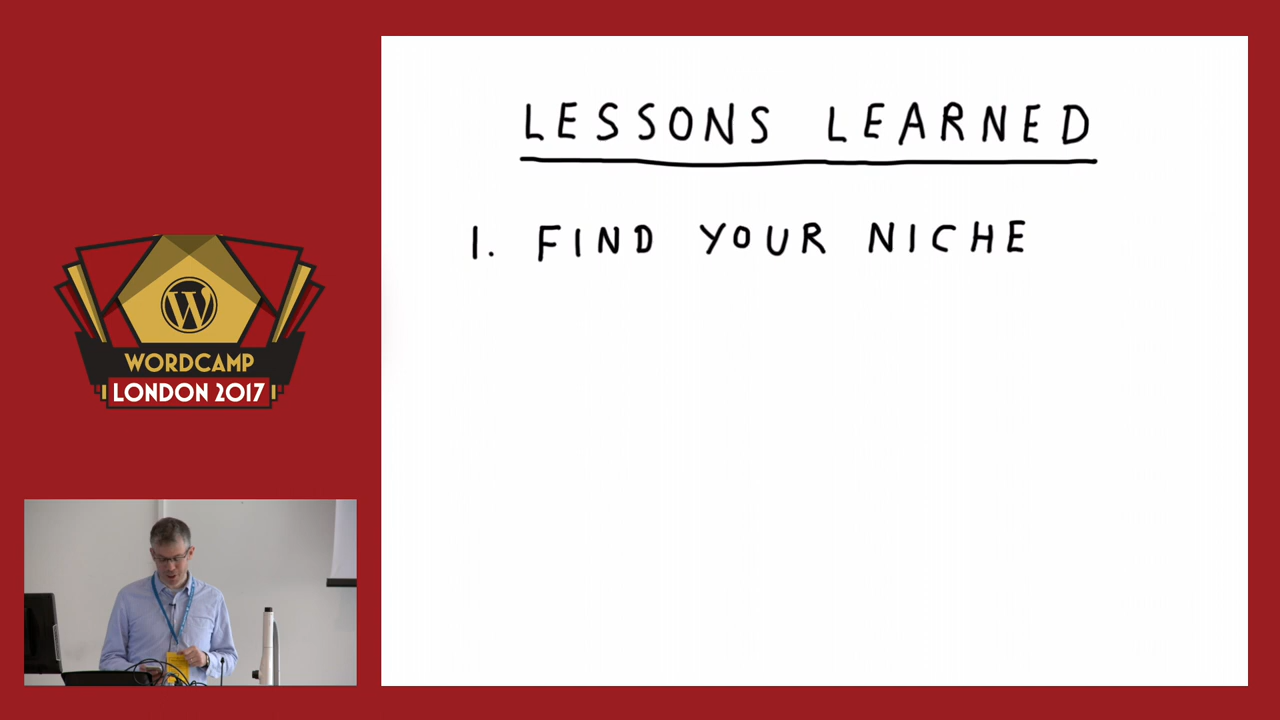 LESSONS LEARNED
1. FIND YOUR NICHE
W
WORDCAMP
LONDON 2017